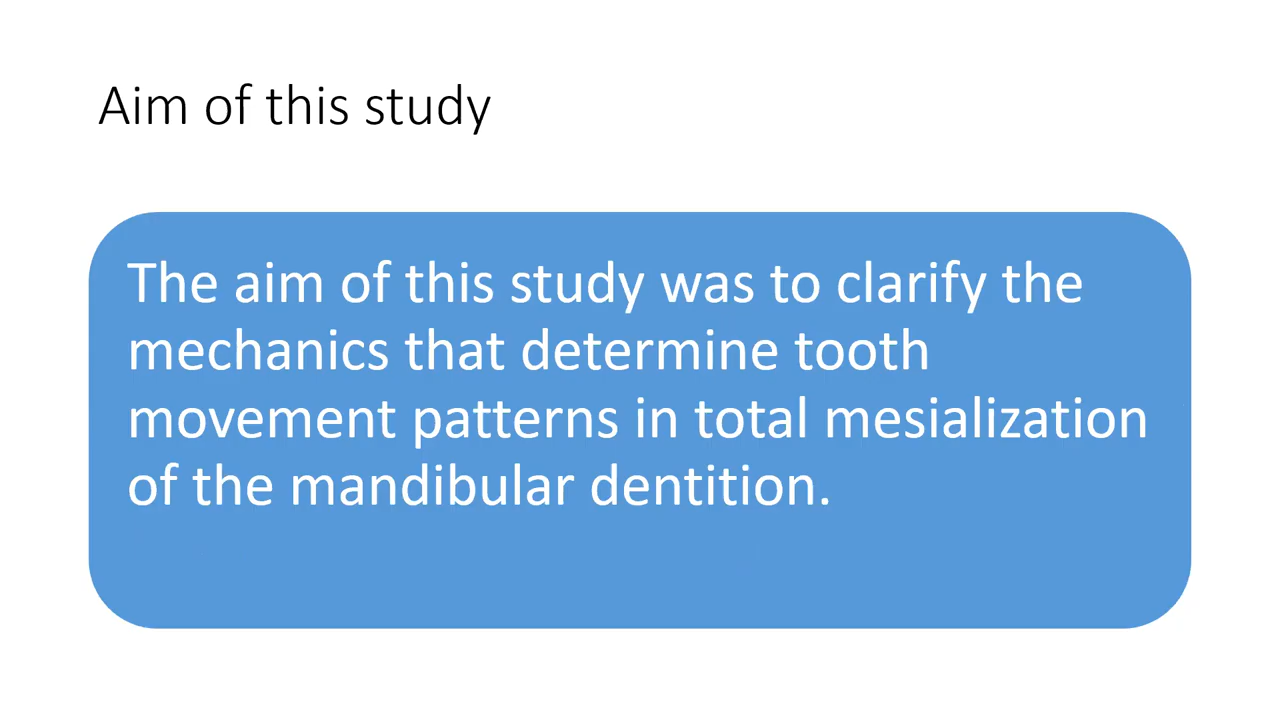 Aim of this study
The aim of this study was to clarify the
mechanics that determine tooth
movement patterns in total mesialization
of the mandibular dentition.